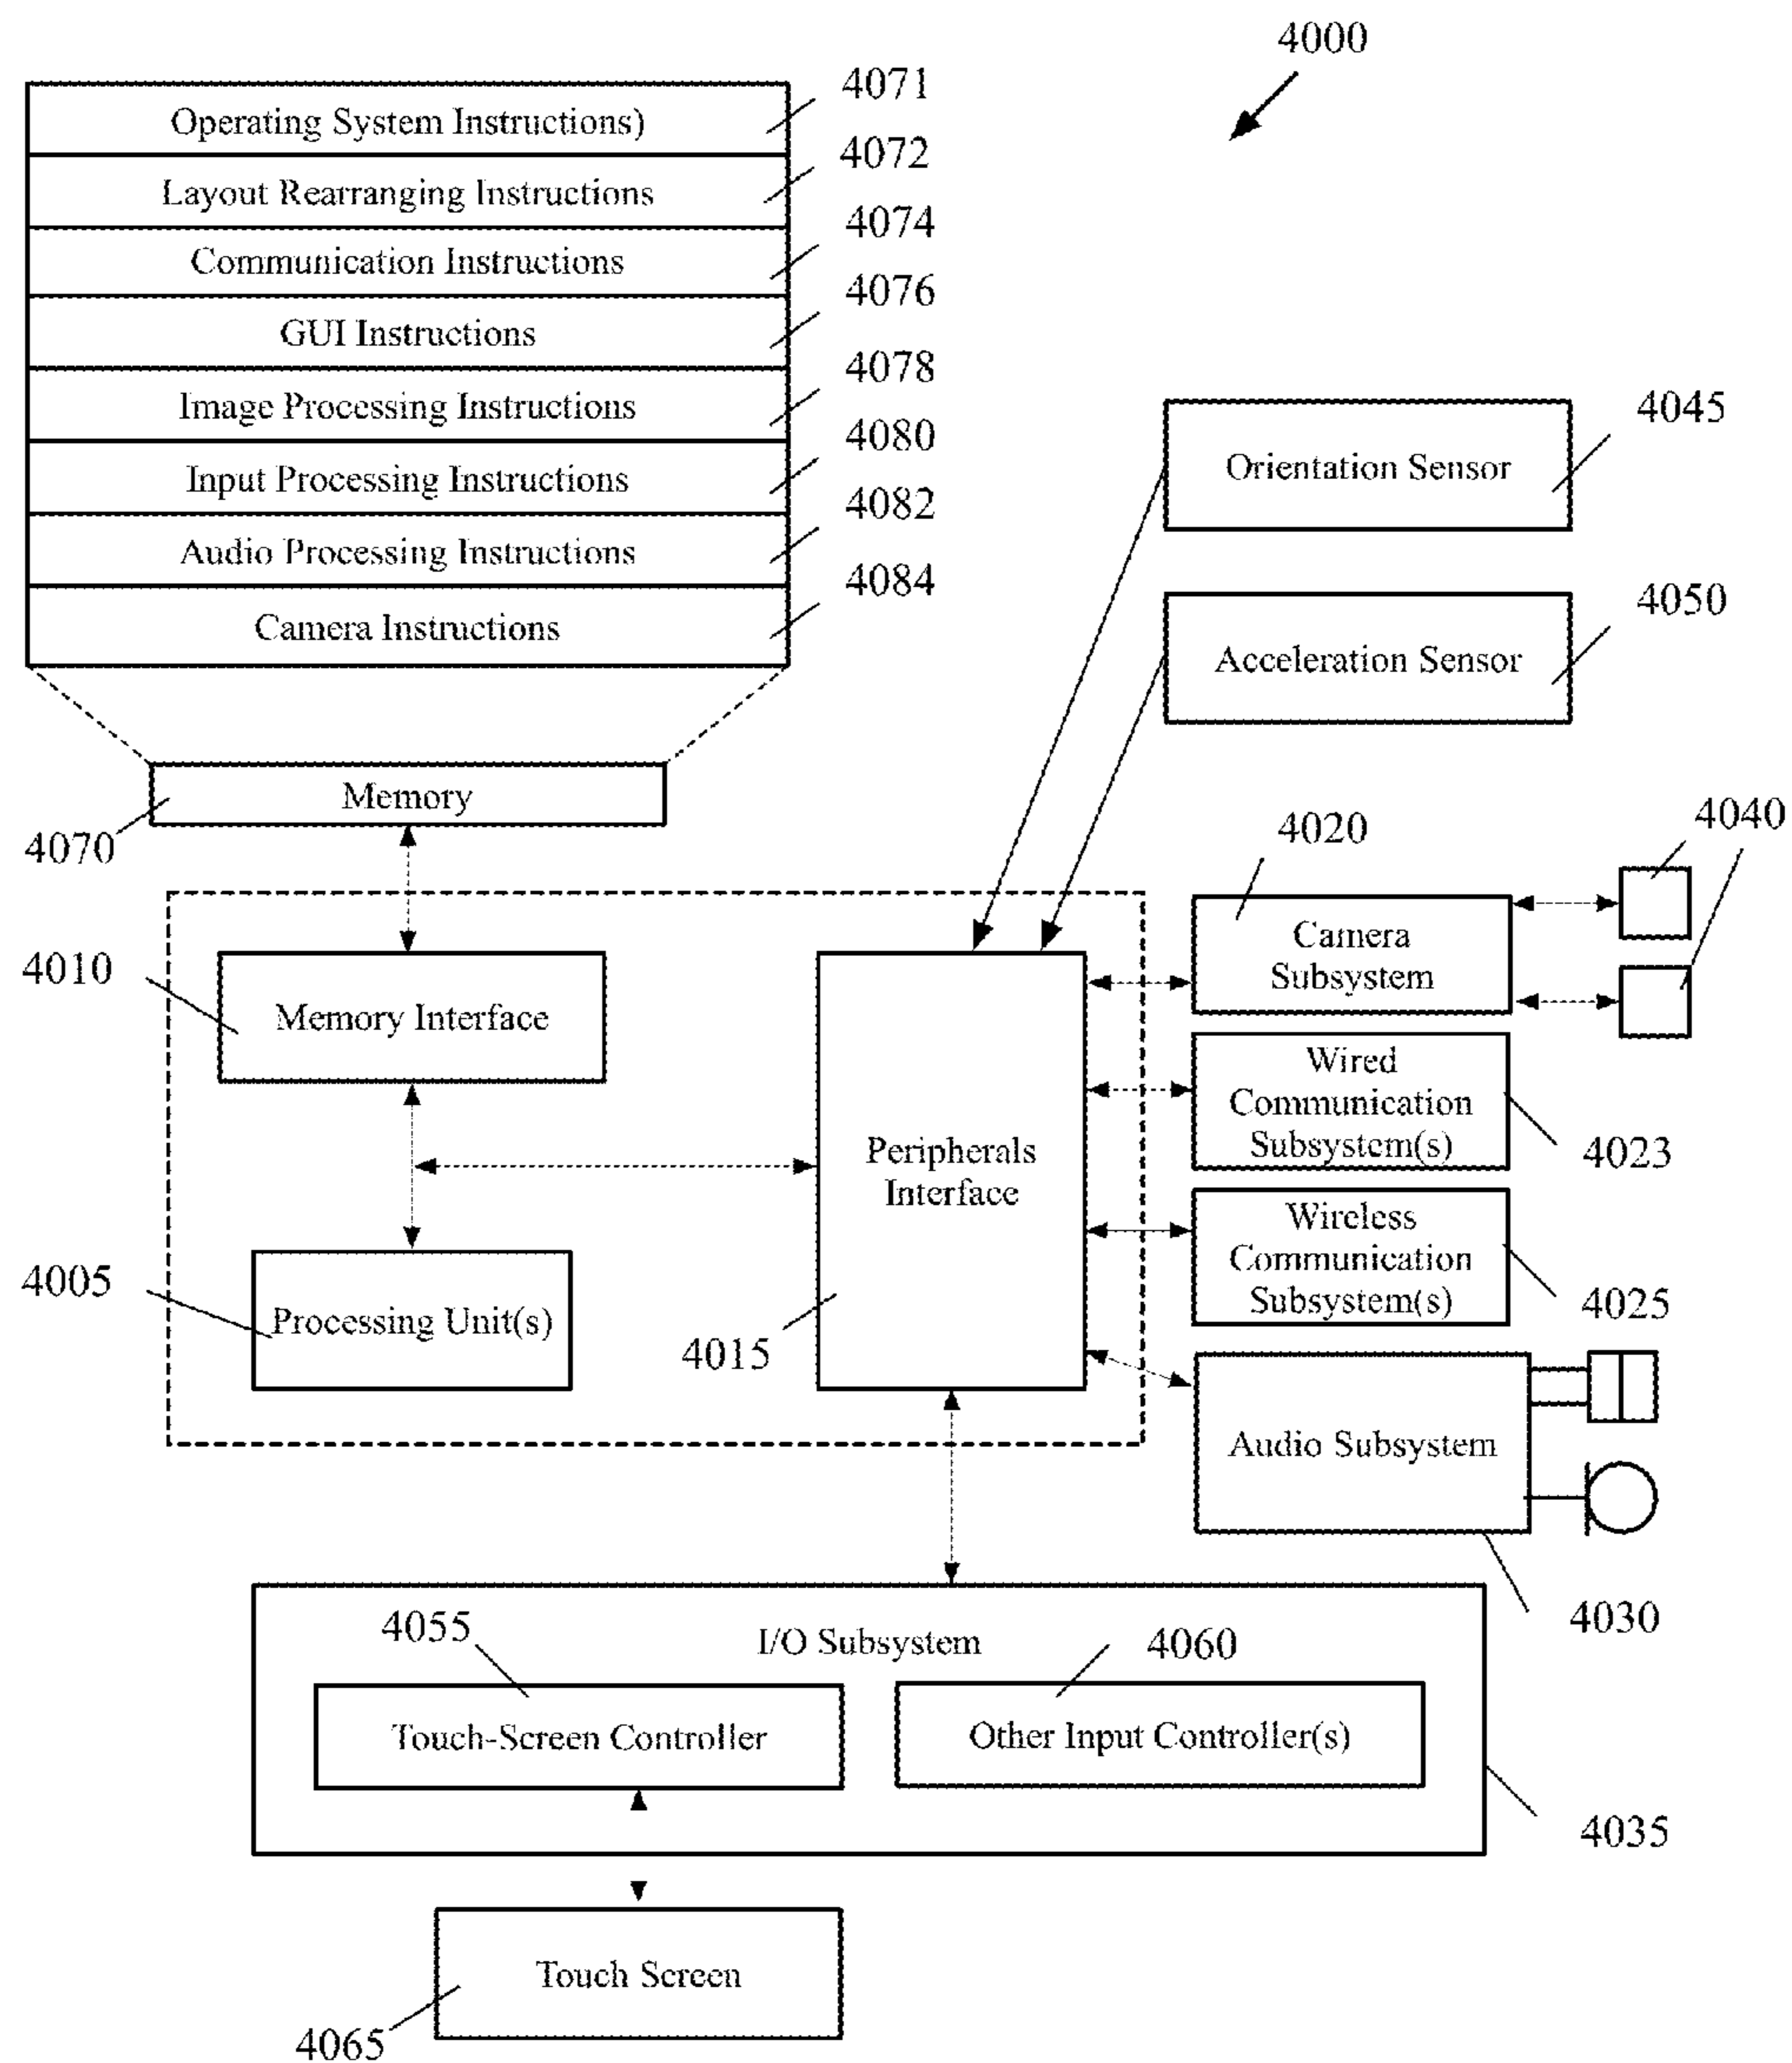 4000
4071
Operating System Instructions)
4072
Layout Rearranging Instructions
4074
Communication Instructions
4076
GUI Instructions
4078
Image Processing Instructions
4080
Input Processing Instructions
4082
Audio Processing Instructions
4084
Camera Instructions
4045
Orientation Sensor
4050
Acceleration Sensor
Memory
4070
4020
4040
Camera
Subsystem
4010
Memory Interface
Wired
Communication
Subsystem(s)
4023
Peripherals
Interface
Wireless
Communication
Subsystem(s)
4025
4005
Processing Unit(s)
4015
Audio Subsystem
4030
4055
I/O Subsystem
4060
Touch-Screen Controller
Other Input Controller(s)
4035
Touch Screen
4065